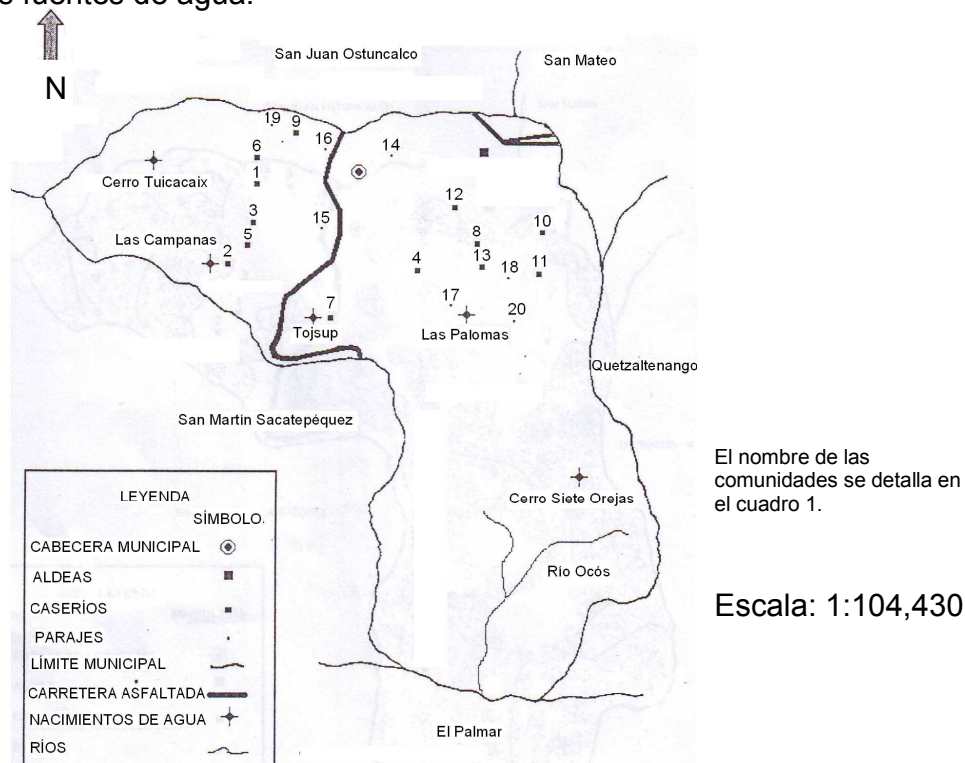 s fuentes de agua.
N
San Juan Ostuncalco
San Mateo
19
9
16
14
6
Cerro Tuicacaix
1
12
3
15
10
Las Campanas
5
8
2
4
13
18
11
7
17
20
Tojsup
Las Palomas
Quetzaltenango
San Martin Sacatepéquez
El nombre de las
comunidades se detalla en
el cuadro 1.
Cerro Siete Orejas
Río Ocós
Escala: 1:104,430
El Palmar
LEYENDA
SÍMBOLO.
CABECERA MUNICIPAL
ALDEAS
CASERÍOS
PARAJES
LÍMITE MUNICIPAL
CARRETERA ASFALTADA
NACIMIENTOS DE AGUA
RÍOS